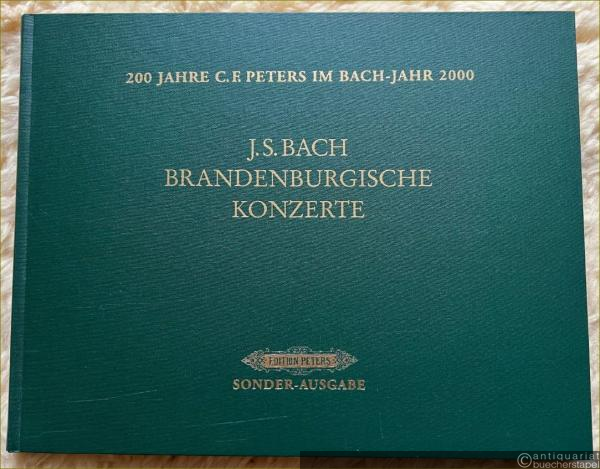 200 JAHRE C. F. PETERS IM BACH-JAHR 2000
J. S. BACH
BRANDENBURGISCHE
KONZERTE
EDITION PETERS
SONDER-AUSGABE
antiquariat
buecherstapel